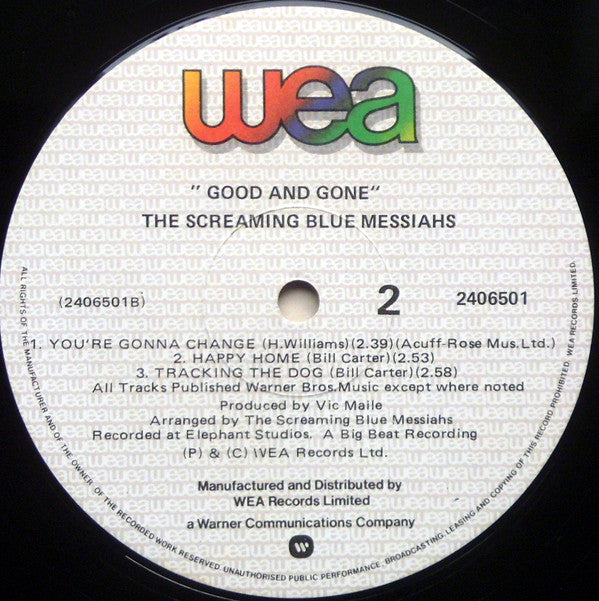 wea
" GOOD AND GONE"
THE SCREAMING BLUE MESSIAHS
(2406501B)
2
2406501
1. YOU'RE GONNA CHANGE (H.Williams)(2.39)(Acuff-Rose Mus.Ltd.)
2. HAPPY HOME (Bill Carter)(2.53)
3. TRACKING THE DOG (Bill Carter)(2.58)
All Tracks Published Warner Bros.Music except where noted
Produced by Vic Maile
Arranged by The Screaming Blue Messiahs
Recorded at Elephant Studios. A Big Beat Recording
(P) & (C) WEA Records Ltd.
Manufactured and Distributed by
WEA Records Limited
a Warner Communications Company
ALL RIGHTS OF THE MANUFACTURER AND OF THE OWNER OF THE RECORDED WORK RESERVED. UNAUTHORISED PUBLIC PERFORMANCE, BROADCASTING, LEASING AND COPYING OF THIS RECORD PROHIBITED. WEA RECORDS LIMITED.